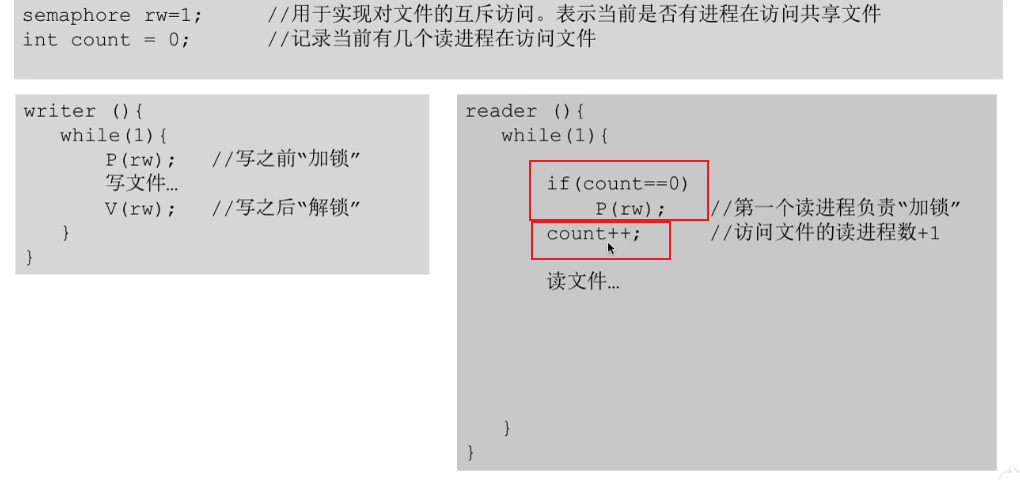 semaphore rw=1; //用于实现对文件的互斥访问。表示当前是否有进程在访问共享文件
int count = 0; //记录当前有几个读进程在访问文件
writer (){
while(1){
P(rw); //写之前“加锁”
写文件…
V(rw); //写之后“解锁”
}
}
reader (){
while(1){
if(count==0)
P(rw); //第一个读进程负责“加锁”
count++; //访问文件的读进程数+1
读文件…
}
}